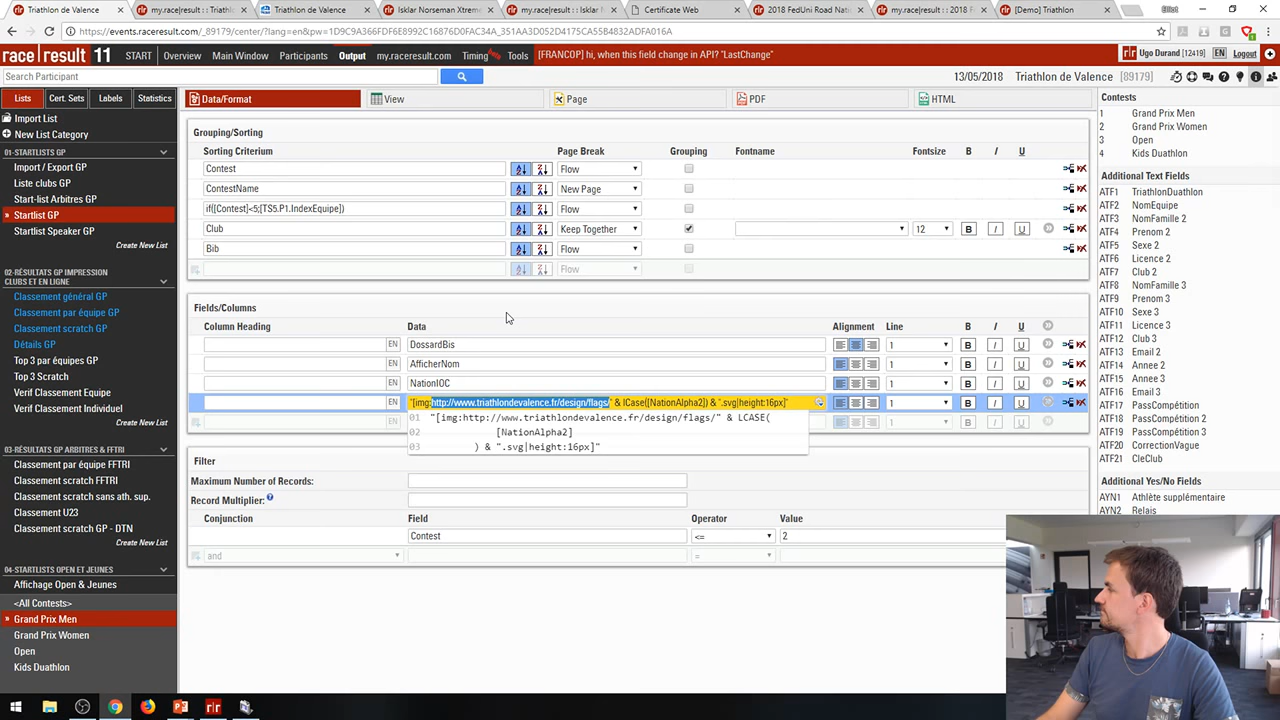 Triathlon de Valence
my.race|result :: Triathl
Triathlon de Valence
Isklar Norseman Xtreme
my.race|result :: Isklar N
Certificate Web
2018 FedUni Road Nati
my.race|result :: 2018 F
[Demo] Triathlon
Elliot
https://events.raceresult.com/_89179/center/?lang=en&pw=1D9C9A366FDF6E8992C16876D0FAC34A_351AA3D052D4175CA55B4832ADFA016A
race|result 11
START
Overview
Main Window
Participants
Output
my.raceresult.com
Timing
Tools
[FRANCOP] hi, when this field change in API? "LastChange"
Ugo Durand [12419]
EN
Logout
Search Participant
13/05/2018
Triathlon de Valence
[89179]
Lists
Cert. Sets
Labels
Statistics
Data/Format
View
Page
PDF
HTML
Import List
New List Category
01-STARTLISTS GP
Import / Export GP
Liste clubs GP
Start-list Arbitres GP
» Startlist GP
Startlist Speaker GP
Create New List
02-RÉSULTATS GP IMPRESSION
CLUBS ET EN LIGNE
Classement général GP
Classement par équipe GP
Classement scratch GP
Détails GP
Top 3 par équipes GP
Top 3 Scratch
Verif Classement Equipe
Verif Classement Individuel
Create New List
03-RÉSULTATS ARBITRES & FFTRI
Classement par équipe FFTRI
Classement scratch FFTRI
Classement scratch sans ath. sup.
Classement U23
Classement scratch GP - DTN
Create New List
04-STARTLISTS OPEN ET JEUNES
Affichage Open & Jeunes
<All Contests>
» Grand Prix Men
Grand Prix Women
Open
Kids Duathlon
Grouping/Sorting
Sorting Criterium
Page Break
Grouping
Fontname
Fontsize
B
I
U
Contest
Flow
ContestName
New Page
if([Contest]<5;[TS5.P1.IndexEquipe])
Flow
Club
Keep Together
12
B
I
U
Bib
Flow
Flow
Fields/Columns
Column Heading
Data
Alignment
Line
B
I
U
EN
DossardBis
1
B
I
U
EN
AfficherNom
1
B
I
U
EN
NationIOC
1
B
I
U
EN
"[img:http://www.triathlondevalence.fr/design/flags/" & lCase([NationAlpha2]) & ".svg|height:16px]"
1
B
I
U
EN
01 "[img:http://www.triathlondevalence.fr/design/flags/" & LCASE(
02 [NationAlpha2]
03 ) & ".svg|height:16px]"
1
B
I
U
Filter
Maximum Number of Records:
Record Multiplier:
Conjunction
Field
Operator
Value
Contest
<=
2
and
=
Contests
1 Grand Prix Men
2 Grand Prix Women
3 Open
4 Kids Duathlon
Additional Text Fields
ATF1 TriathlonDuathlon
ATF2 NomEquipe
ATF3 NomFamille 2
ATF4 Prenom 2
ATF5 Sexe 2
ATF6 Licence 2
ATF7 Club 2
ATF8 NomFamille 3
ATF9 Prenom 3
ATF10 Sexe 3
ATF11 Licence 3
ATF12 Club 3
ATF13 Email 2
ATF14 Annee 2
ATF15 Annee 3
ATF16 Email 3
ATF17 PassCompétition
ATF18 PassCompétition 2
ATF19 PassCompétition 3
ATF20 CorrectionVague
ATF21 CleClub
Additional Yes/No Fields
AYN1 Athlète supplémentaire
AYN2 Relais